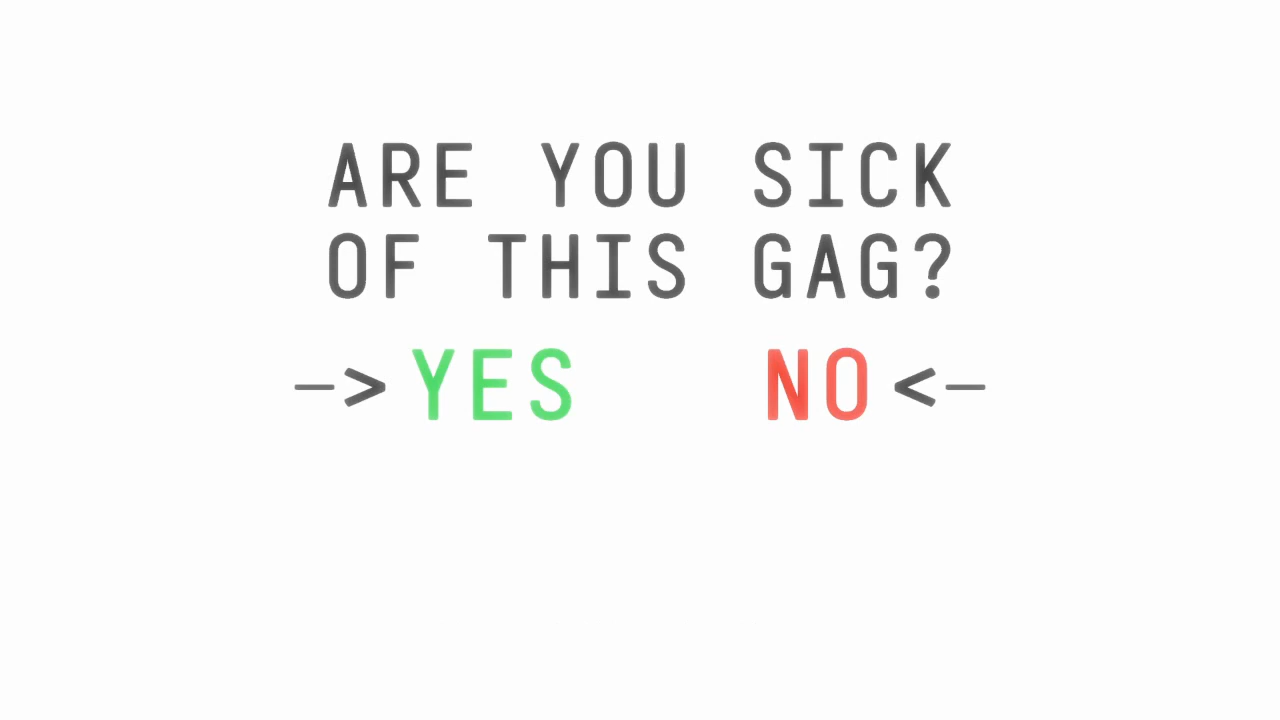 ARE YOU SICK
OF THIS GAG?
—> YES NO <—